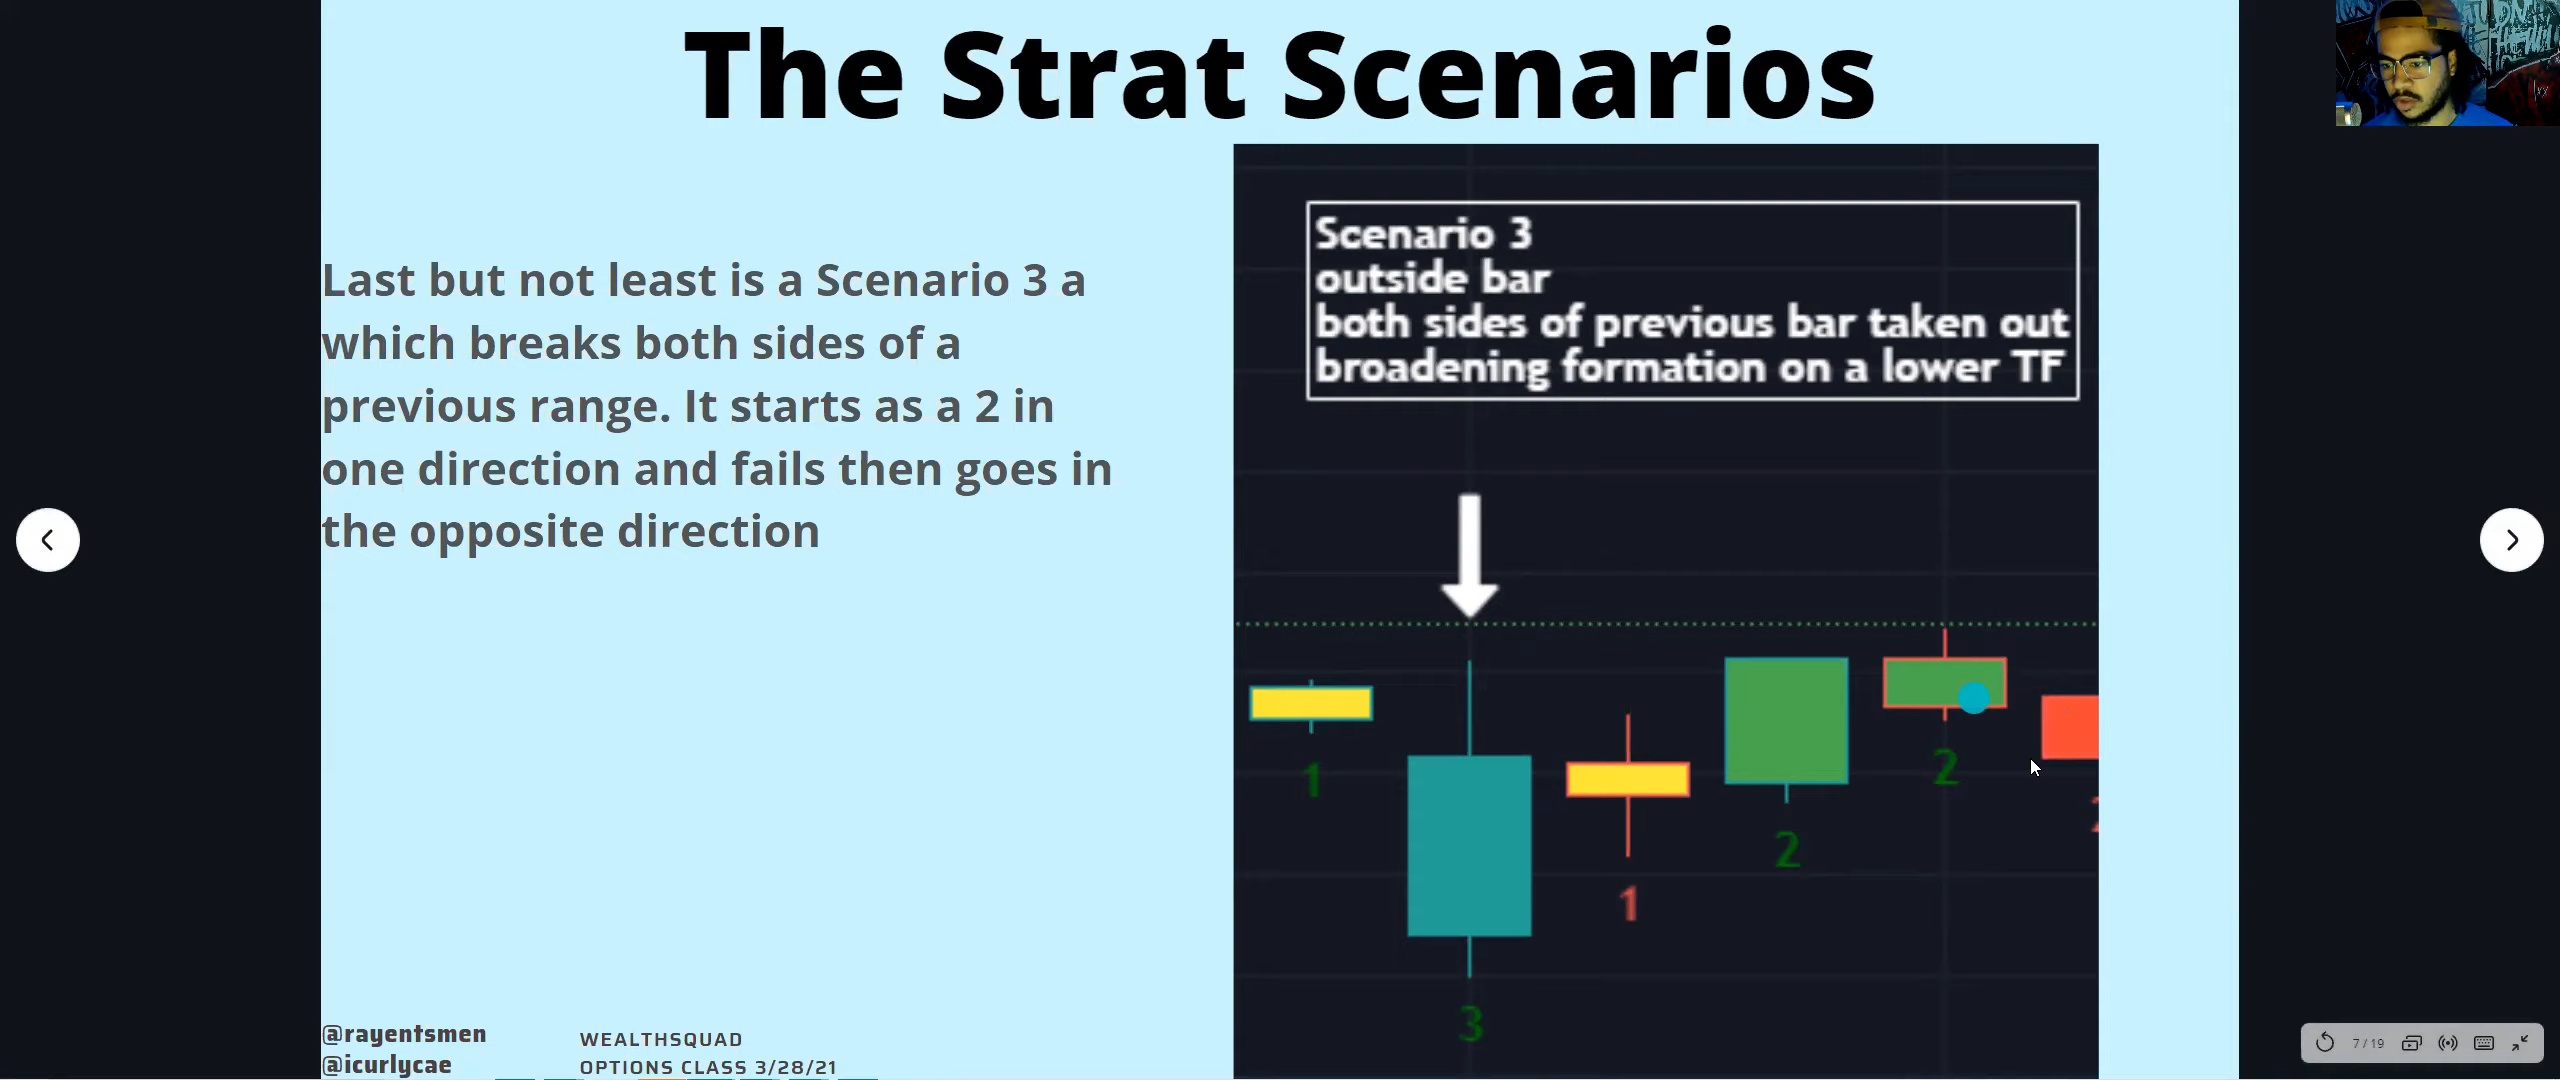 The Strat Scenarios
Last but not least is a Scenario 3 a
which breaks both sides of a
previous range. It starts as a 2 in
one direction and fails then goes in
the opposite direction
Scenario 3
outside bar
both sides of previous bar taken out
broadening formation on a lower TF
1
3
1
2
2
@rayentsmen
@icurlycae
WEALTHSQUAD
OPTIONS CLASS 3/28/21
7 / 19